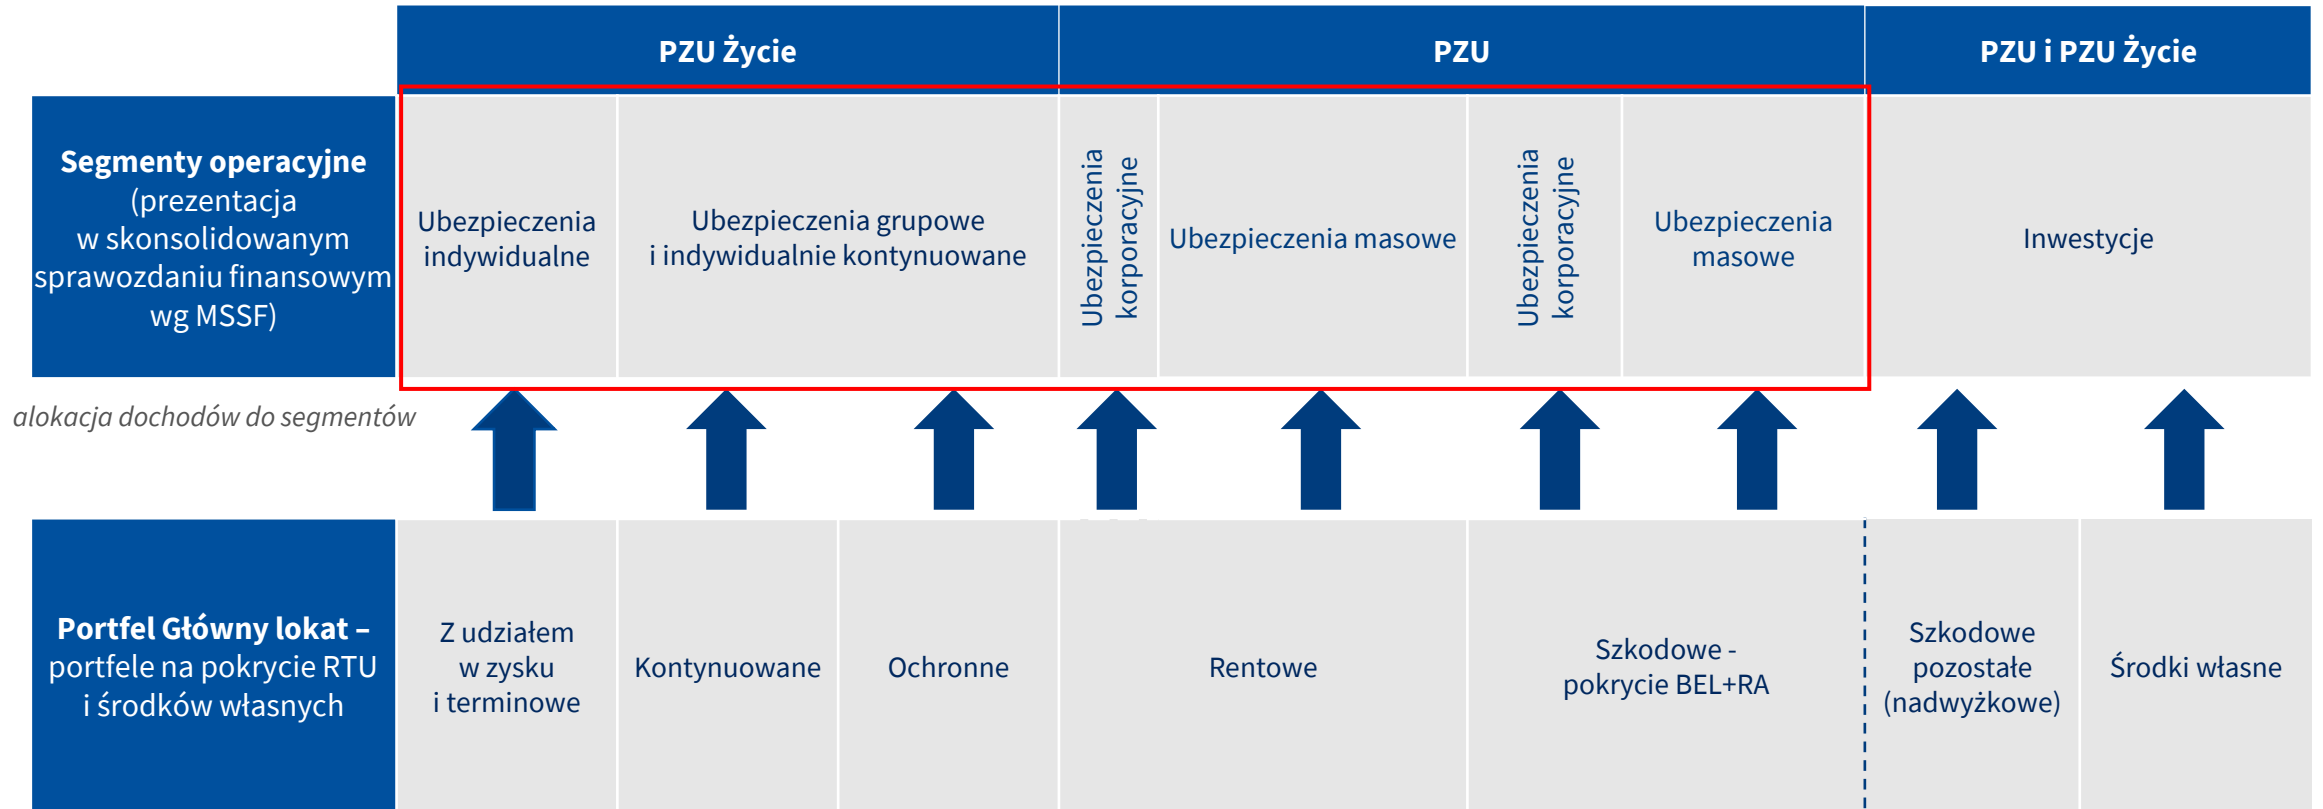 PZU Życie
PZU
PZU i PZU Życie
Segmenty operacyjne
(prezentacja
w skonsolidowanym
sprawozdaniu finansowym
wg MSSF)
Ubezpieczenia
indywidualne
Ubezpieczenia grupowe
i indywidualnie kontynuowane
Ubezpieczenia
korporacyjne
Ubezpieczenia masowe
Ubezpieczenia
korporacyjne
Ubezpieczenia
masowe
Inwestycje
alokacja dochodów do segmentów
Portfel Główny lokat –
portfele na pokrycie RTU
i środków własnych
Z udziałem
w zysku
i terminowe
Kontynuowane
Ochronne
Rentowe
Szkodowe -
pokrycie BEL+RA
Szkodowe
pozostałe
(nadwyżkowe)
Środki własne